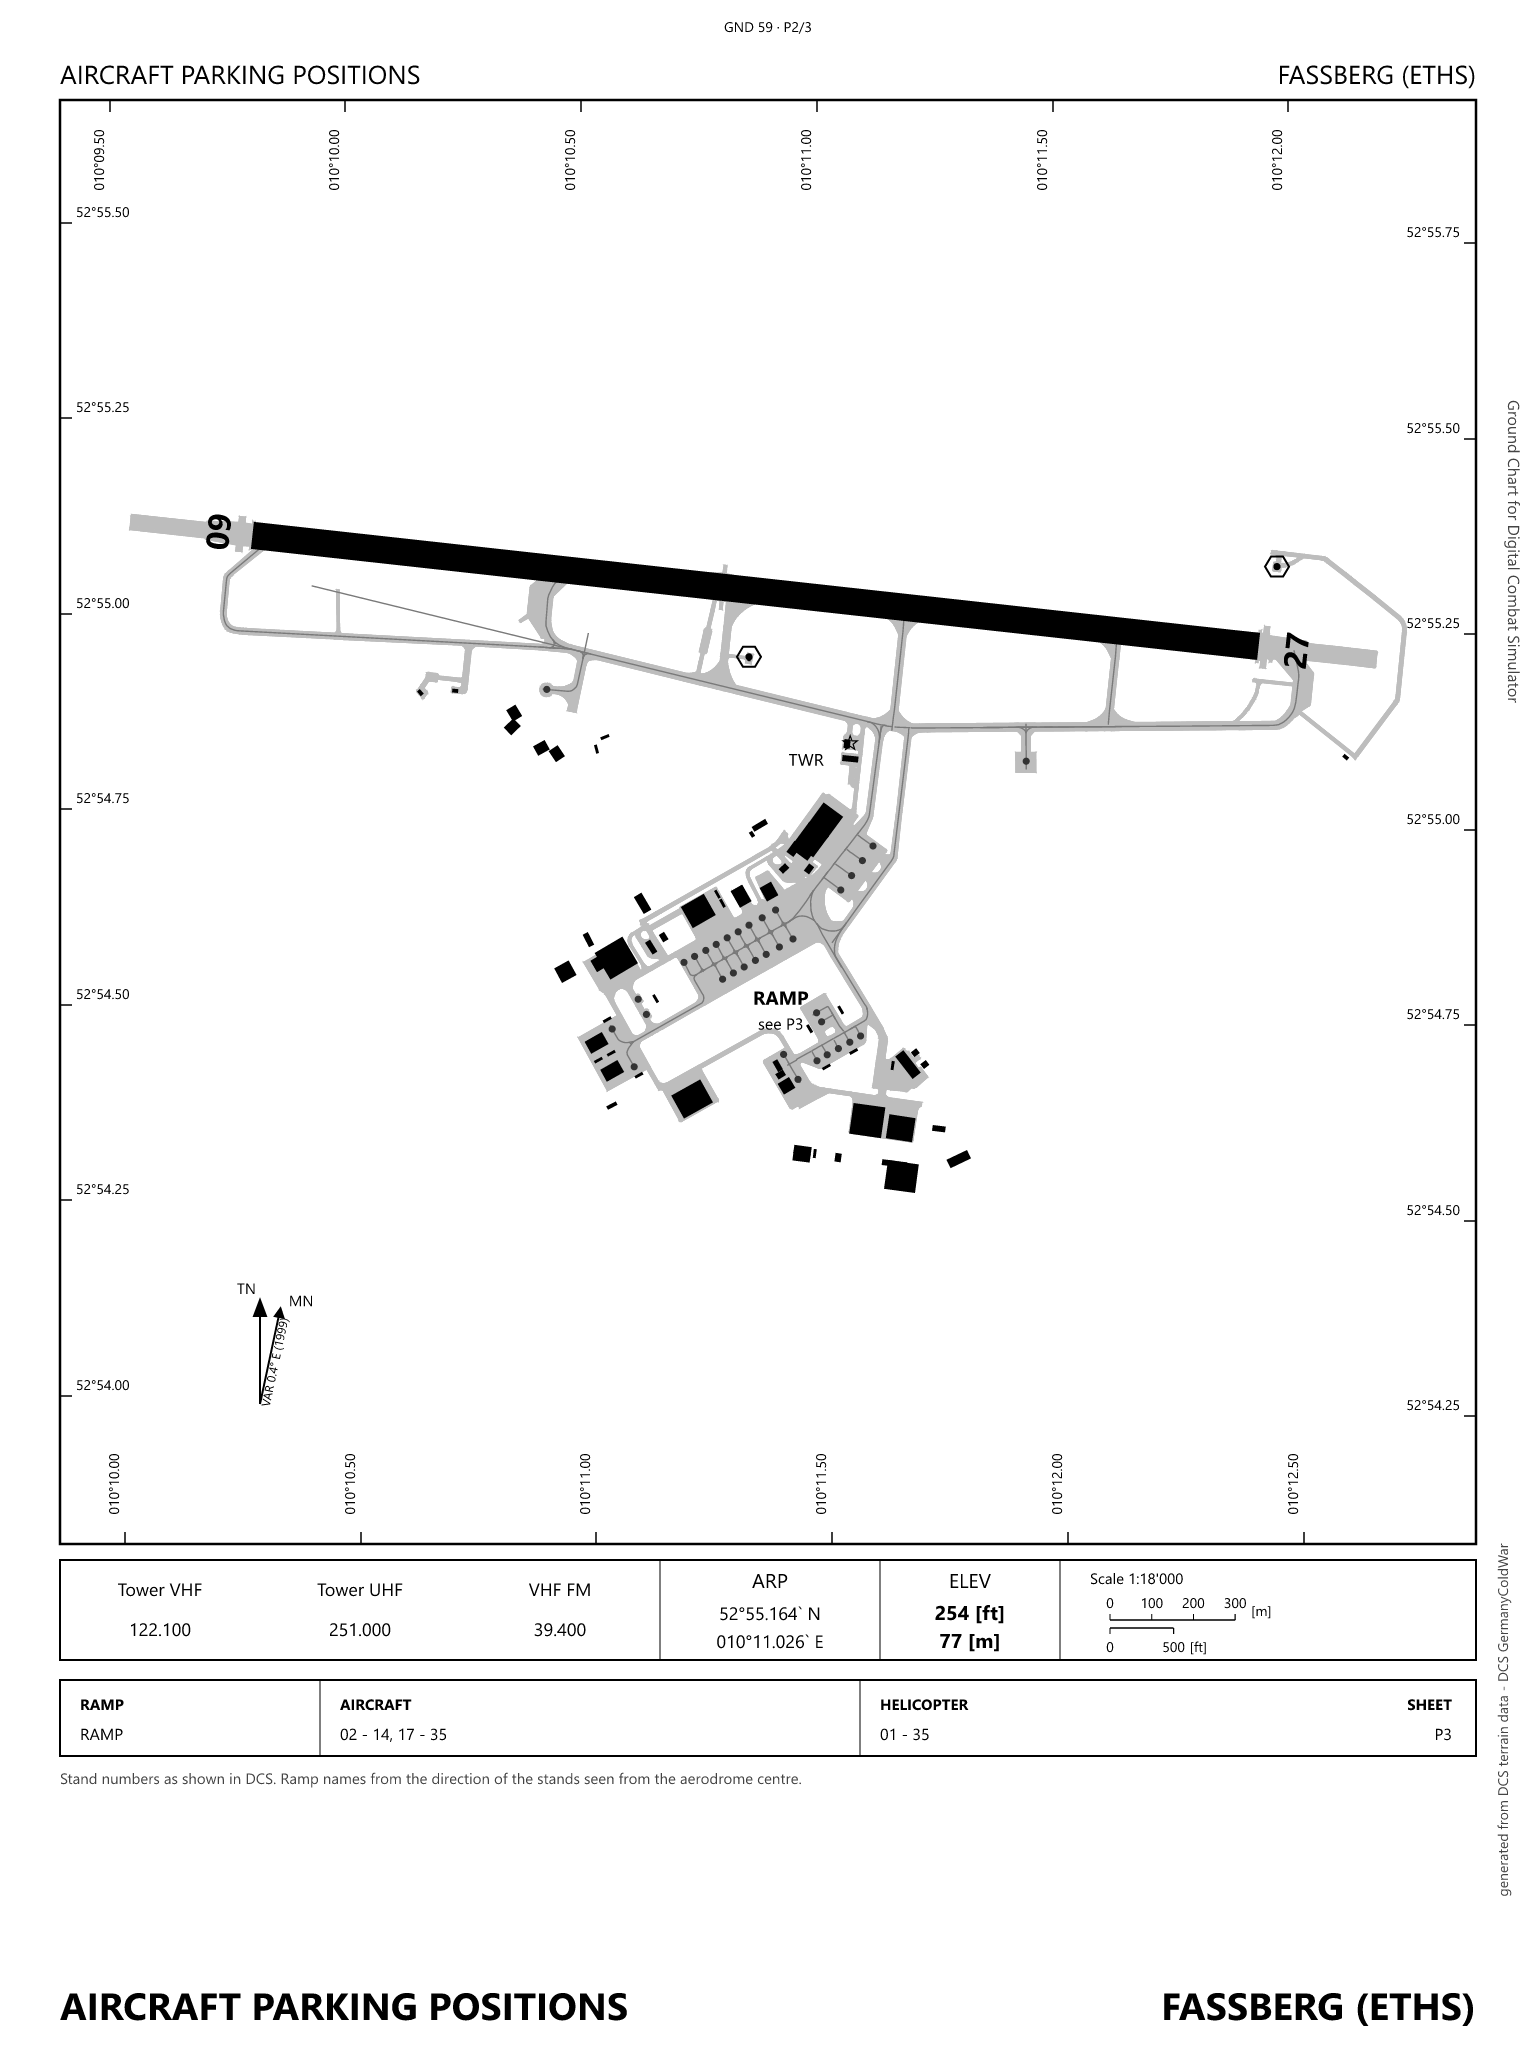 GND 59 · P2/3
AIRCRAFT PARKING POSITIONS
FASSBERG (ETHS)
010°09.50
010°10.00
010°10.50
010°11.00
010°11.50
010°12.00
52°55.50
52°55.75
52°55.25
52°55.50
52°55.00
52°55.25
52°54.75
52°55.00
52°54.50
52°54.75
52°54.25
52°54.50
52°54.00
52°54.25
09
27
TWR
RAMP
see P3
TN
MN
VAR 0.4° E (1999)
010°10.00
010°10.50
010°11.00
010°11.50
010°12.00
010°12.50
Ground Chart for Digital Combat Simulator
Tower VHF
122.100
Tower UHF
251.000
VHF FM
39.400
ARP
52°55.164` N
010°11.026` E
ELEV
254 [ft]
77 [m]
Scale 1:18'000
0 100 200 300 [m]
0 500 [ft]
RAMP
RAMP
AIRCRAFT
02 - 14, 17 - 35
HELICOPTER
01 - 35
SHEET
P3
Stand numbers as shown in DCS. Ramp names from the direction of the stands seen from the aerodrome centre.
generated from DCS terrain data - DCS GermanyColdWar
AIRCRAFT PARKING POSITIONS
FASSBERG (ETHS)